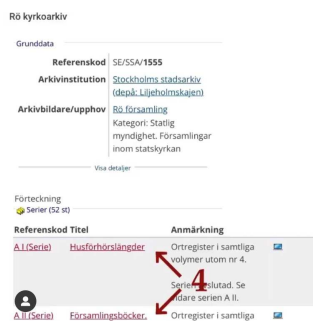 Rö kyrkoarkiv
Grunddata
Referenskod SE/SSA/1555
Arkivinstitution Stockholms stadsarkiv
(depå: Liljeholmskajen)
Arkivbildare/upphov Rö församling
Kategori: Statlig
myndighet. Församlingar
inom statskyrkan
Visa detaljer
Förteckning
Serier (52 st)
Referenskod Titel Anmärkning
A I (Serie) Husförhörslängder Ortregister i samtliga
volymer utom nr 4.
4
Serien avslutad. Se
vidare serien A II.
A II (Serie) Församlingsböcker. Ortregister i samtliga